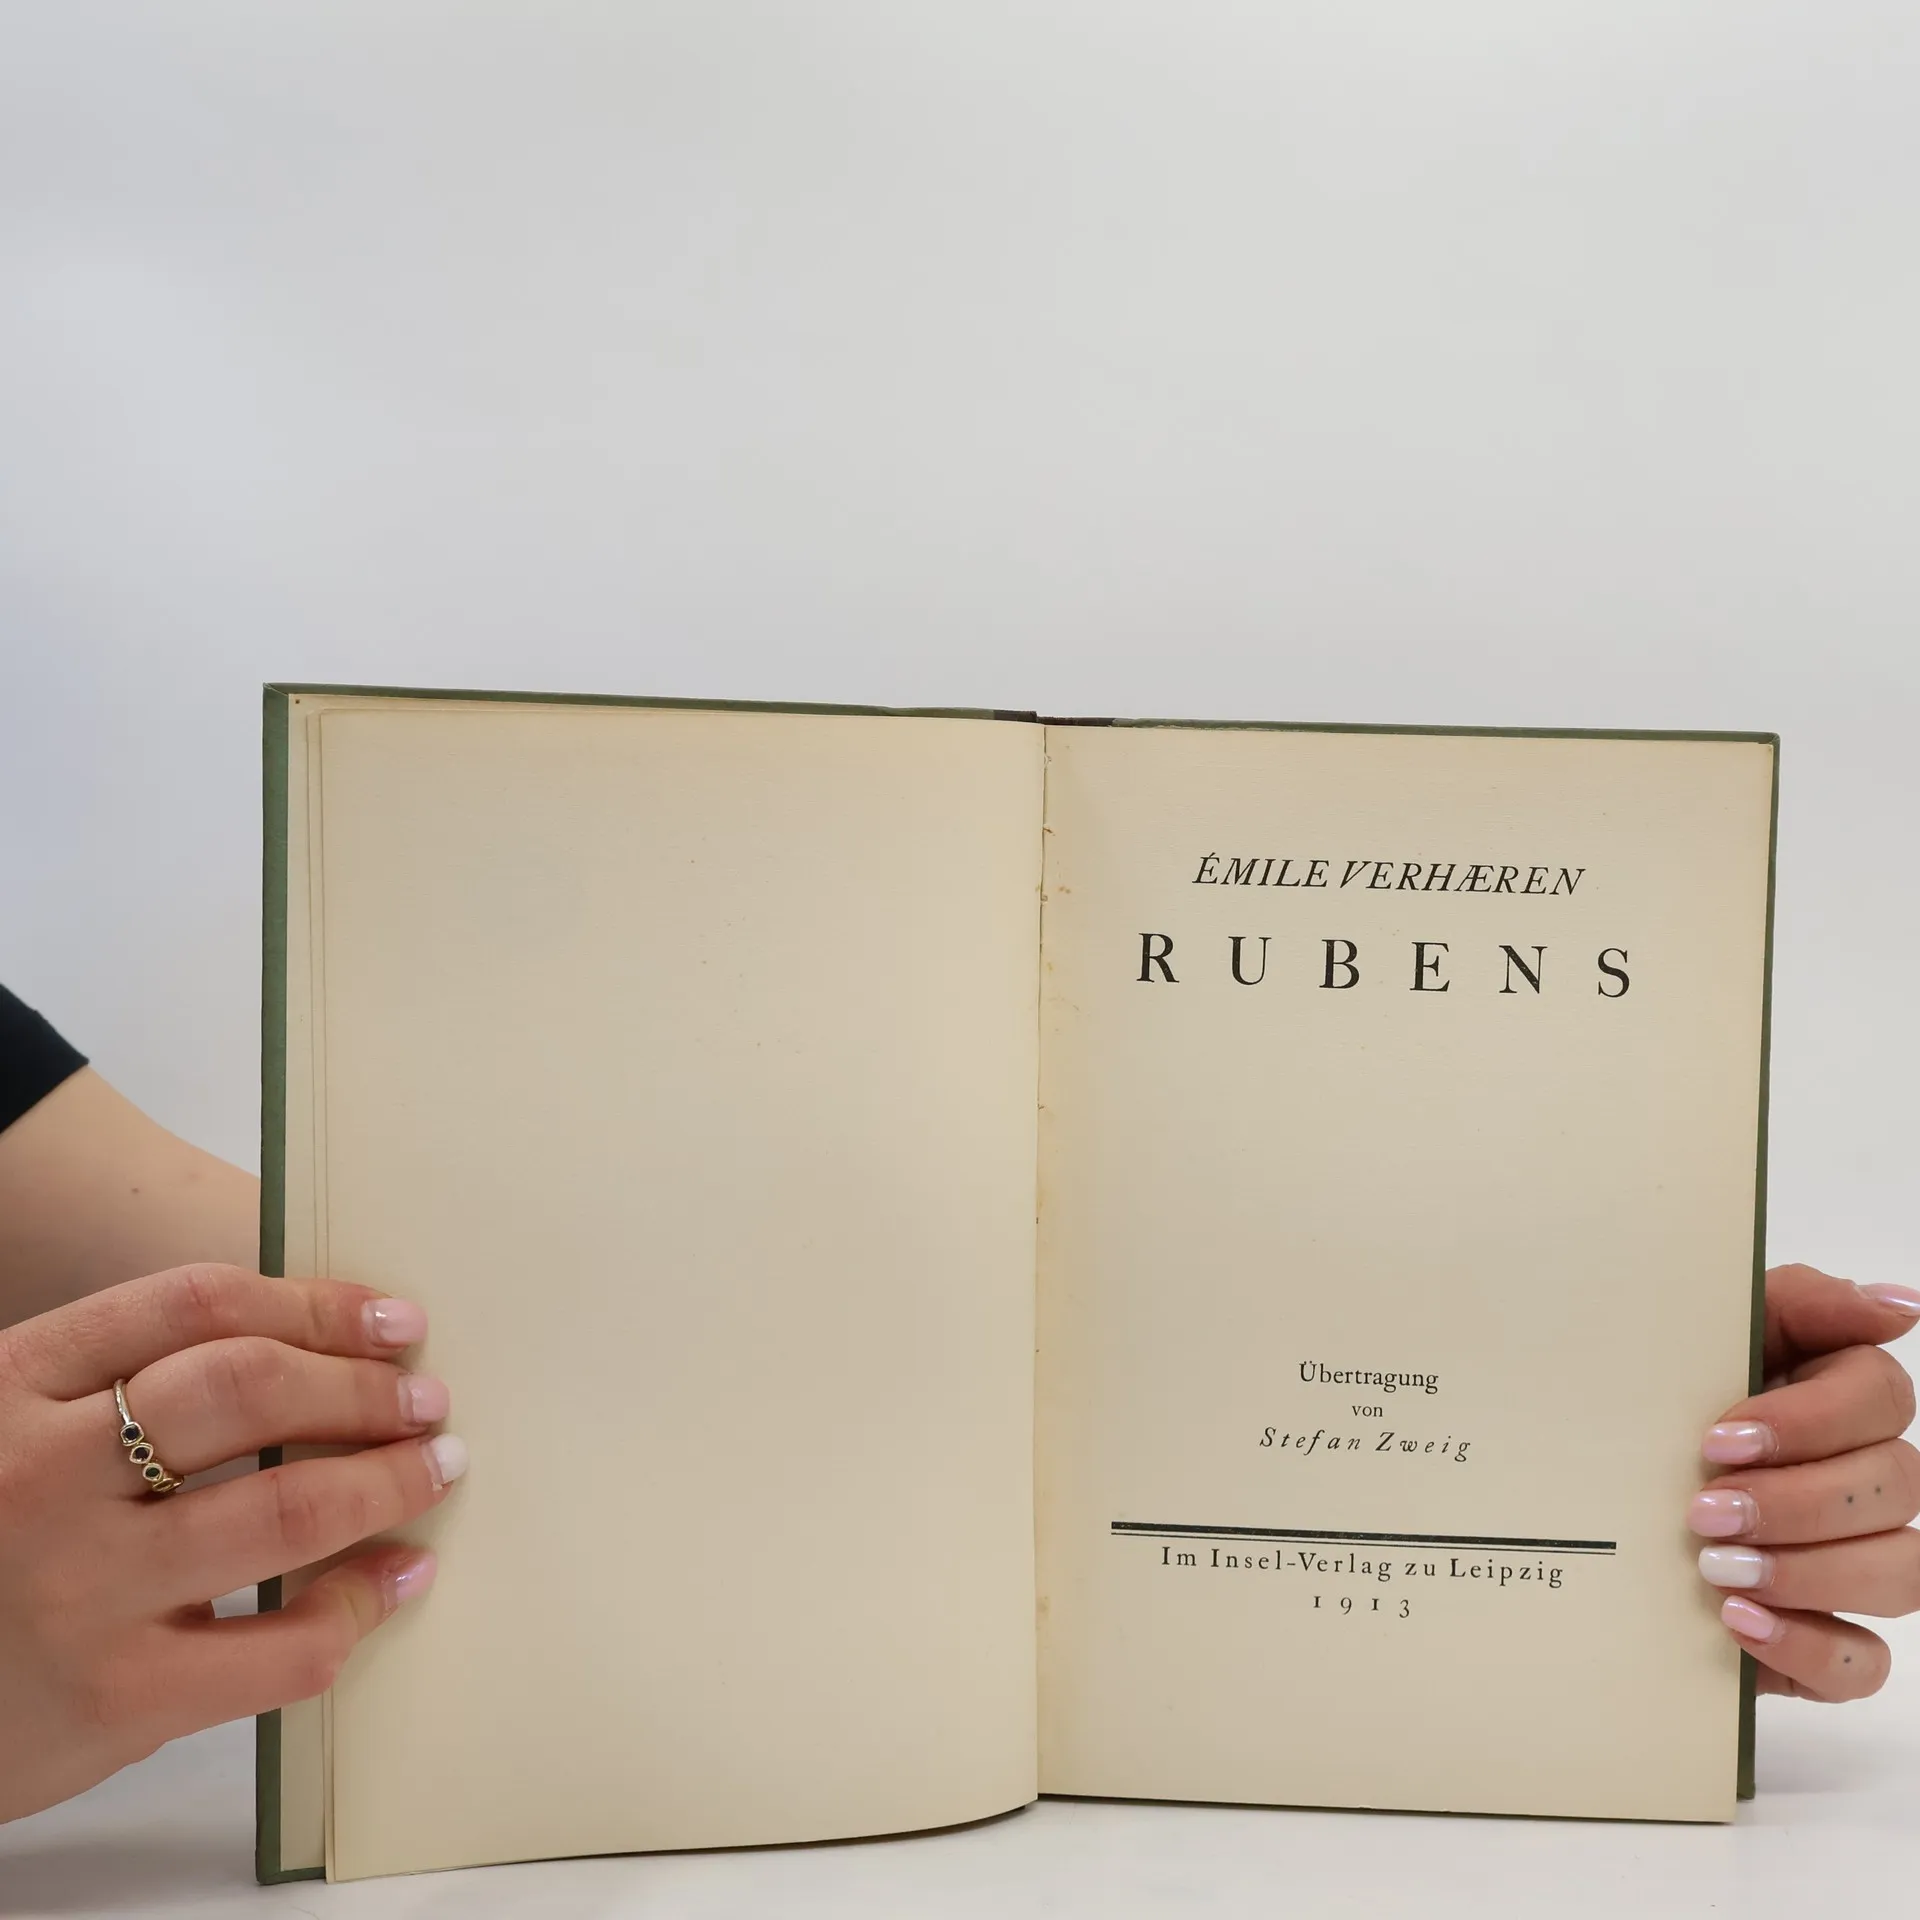 ÉMILE VERHÆREN
RUBENS
Übertragung
von
Stefan Zweig
Im Insel-Verlag zu Leipzig
1913